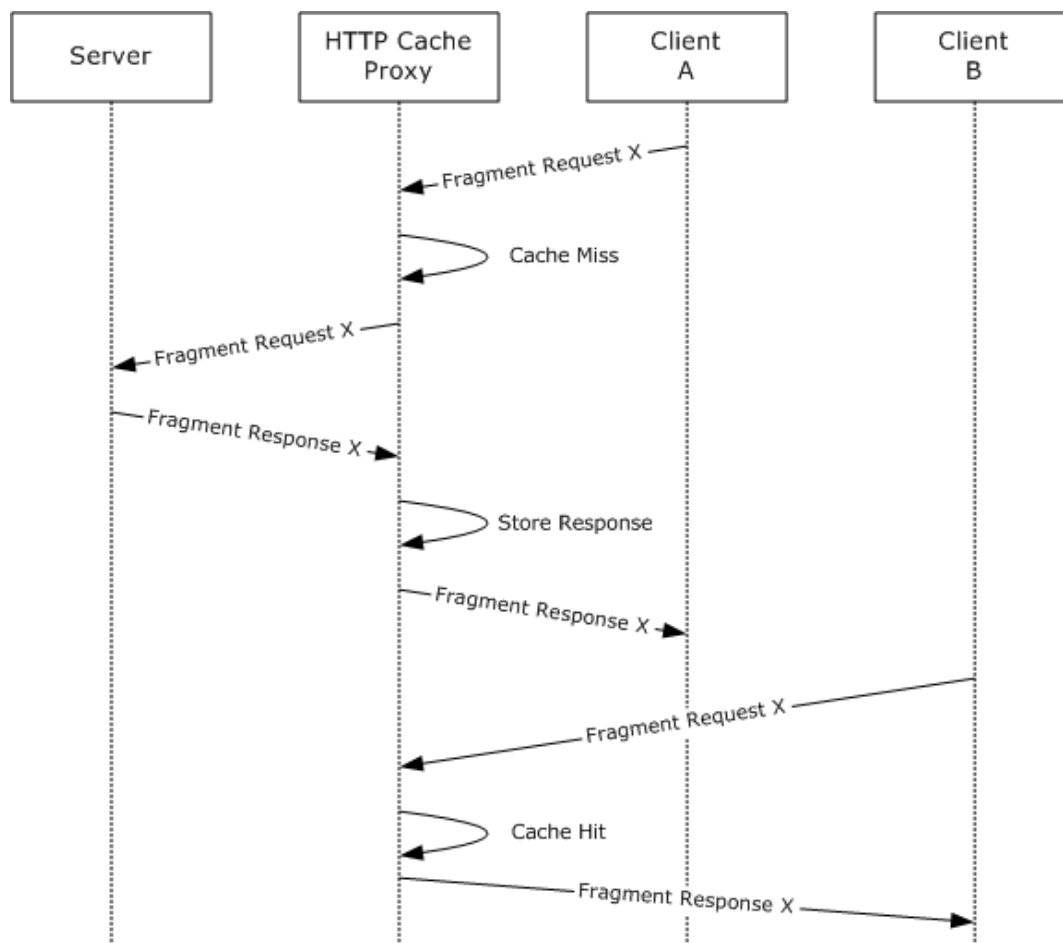 Server
HTTP Cache
Proxy
Client
A
Client
B
Fragment Request X
Cache Miss
Fragment Request X
Fragment Response X
Store Response
Fragment Response X
Fragment Request X
Cache Hit
Fragment Response X